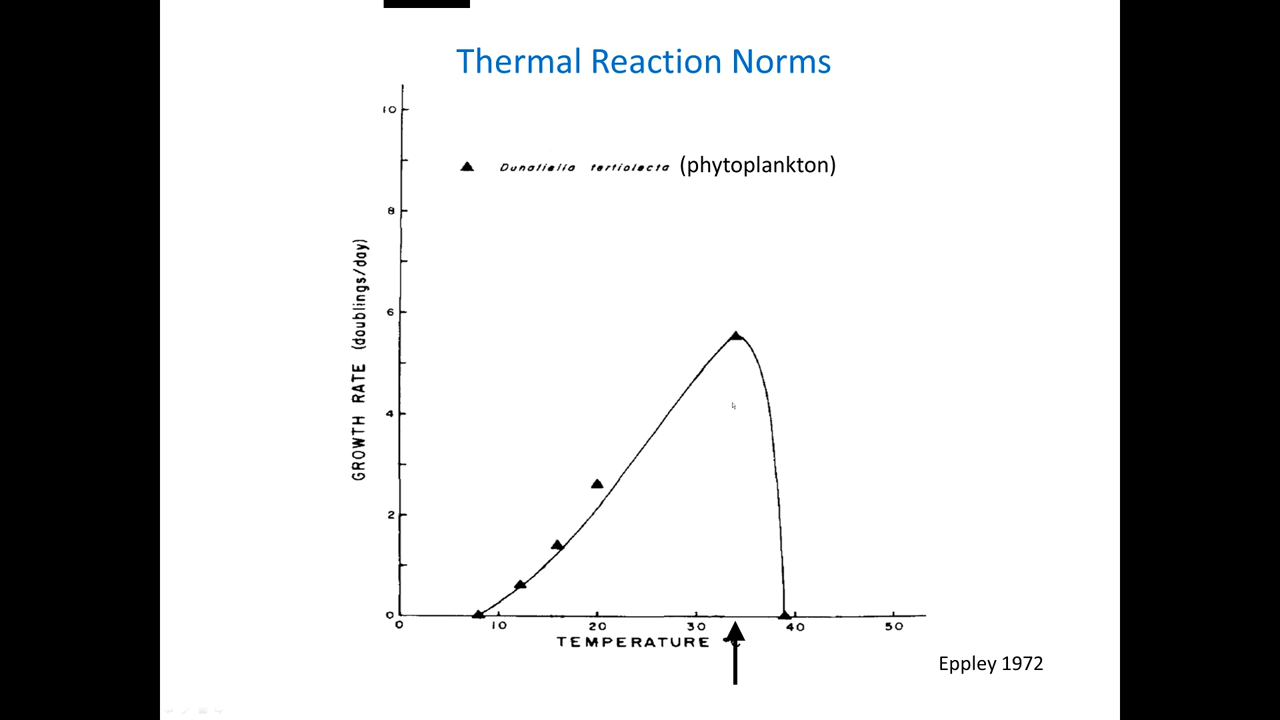 Thermal Reaction Norms
10
Dunaliella tertiolecta (phytoplankton)
8
GROWTH RATE (doublings/day)
6
4
2
0
0 10 20 30 40 50
TEMPERATURE
Eppley 1972